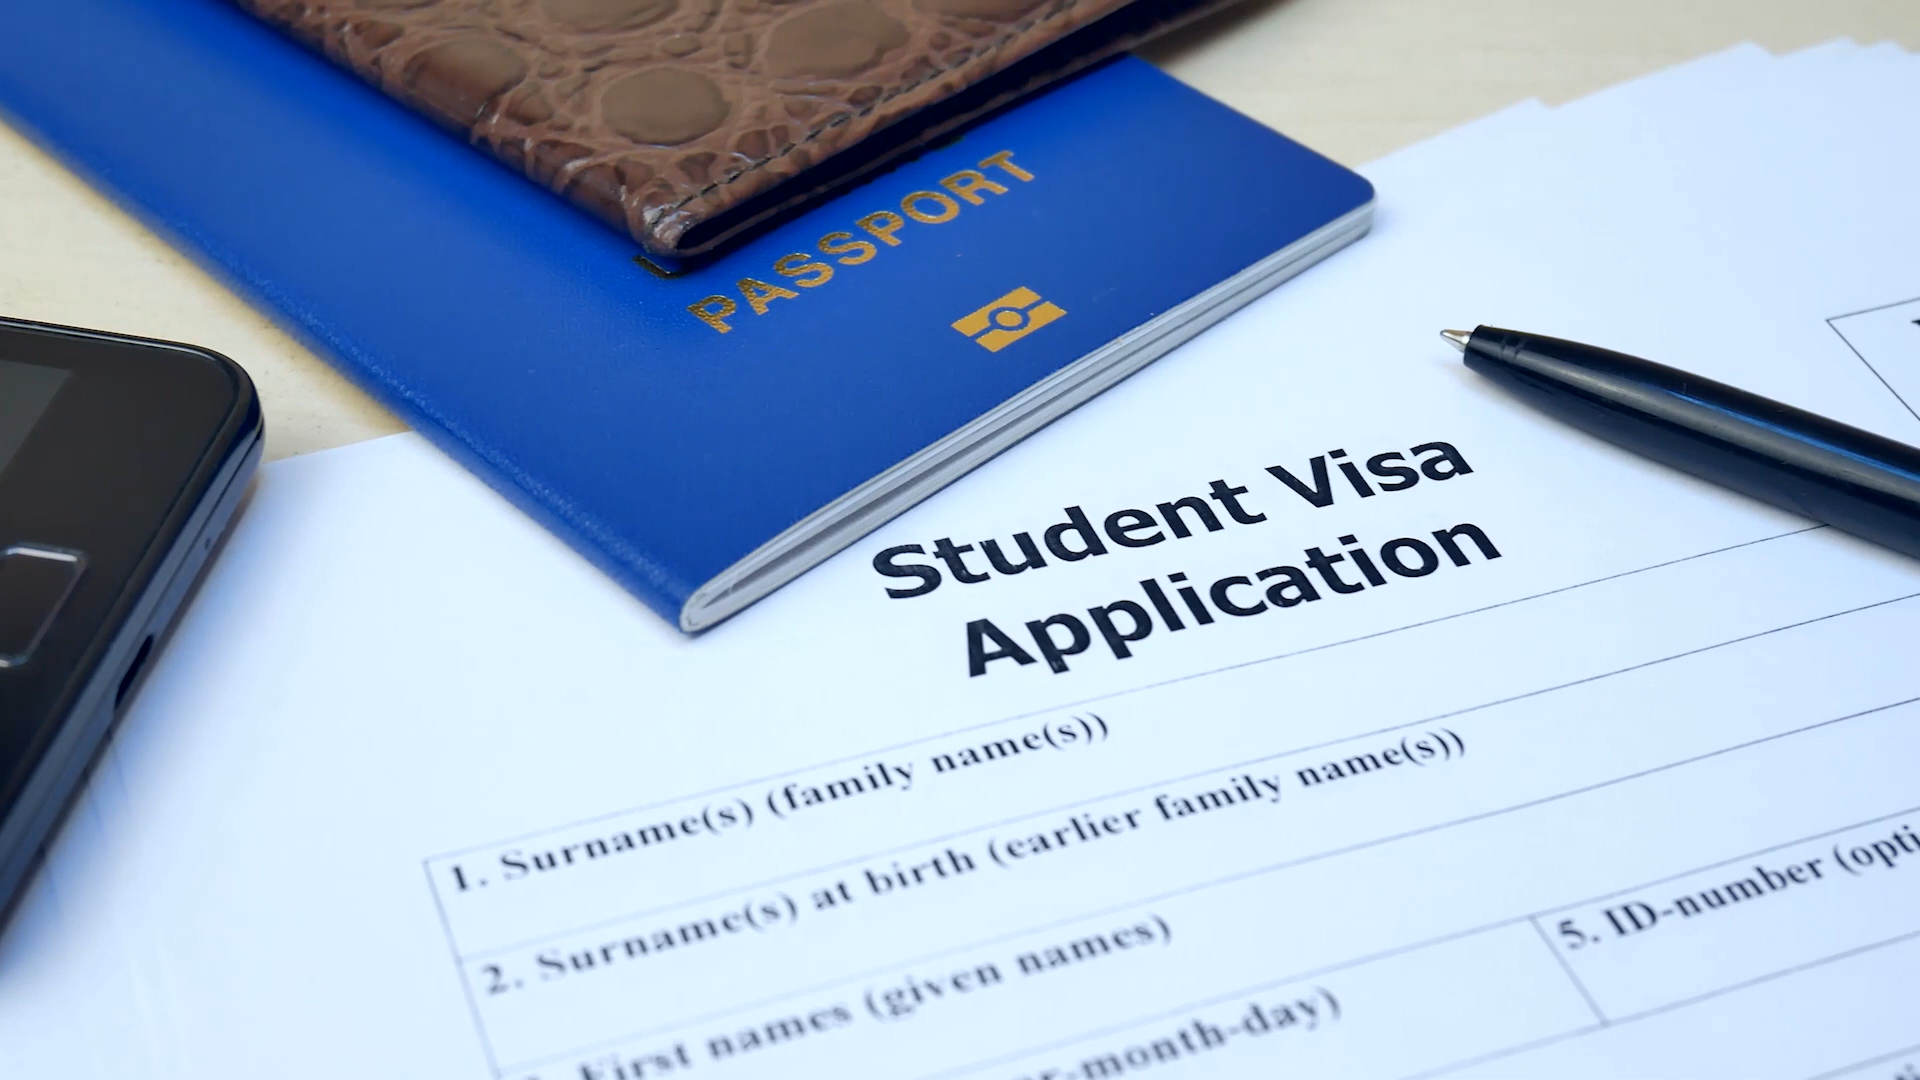 PASSPORT
Student Visa
Application
1. Surname(s) (family name(s))
2. Surname(s) at birth (earlier family name(s))
First names (given names)
5. ID-number
month-day)